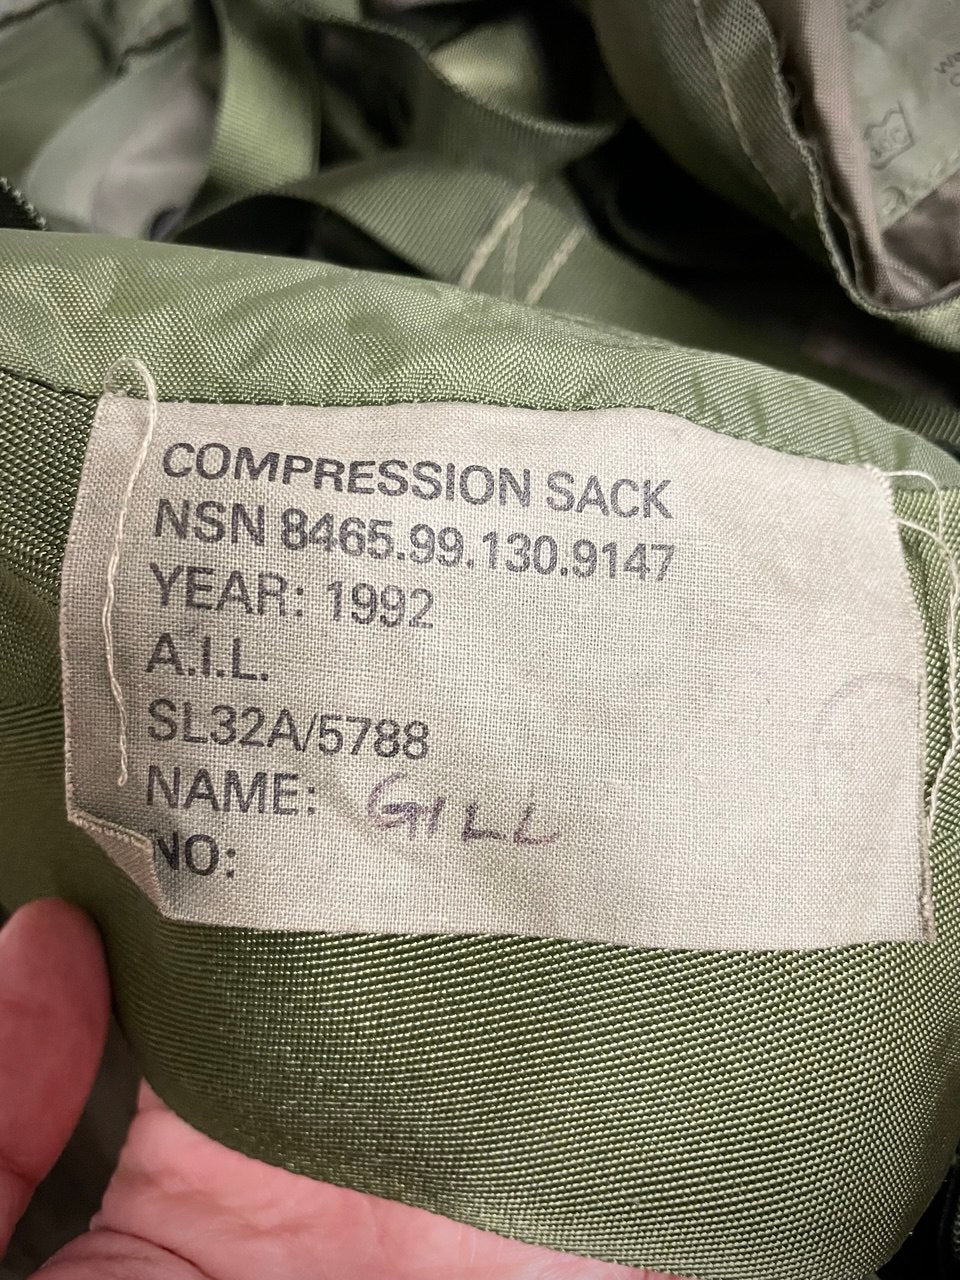 COMPRESSION SACK
NSN 8465.99.130.9147
YEAR: 1992
A.I.L.
SL32A/5788
NAME: GILL
NO: